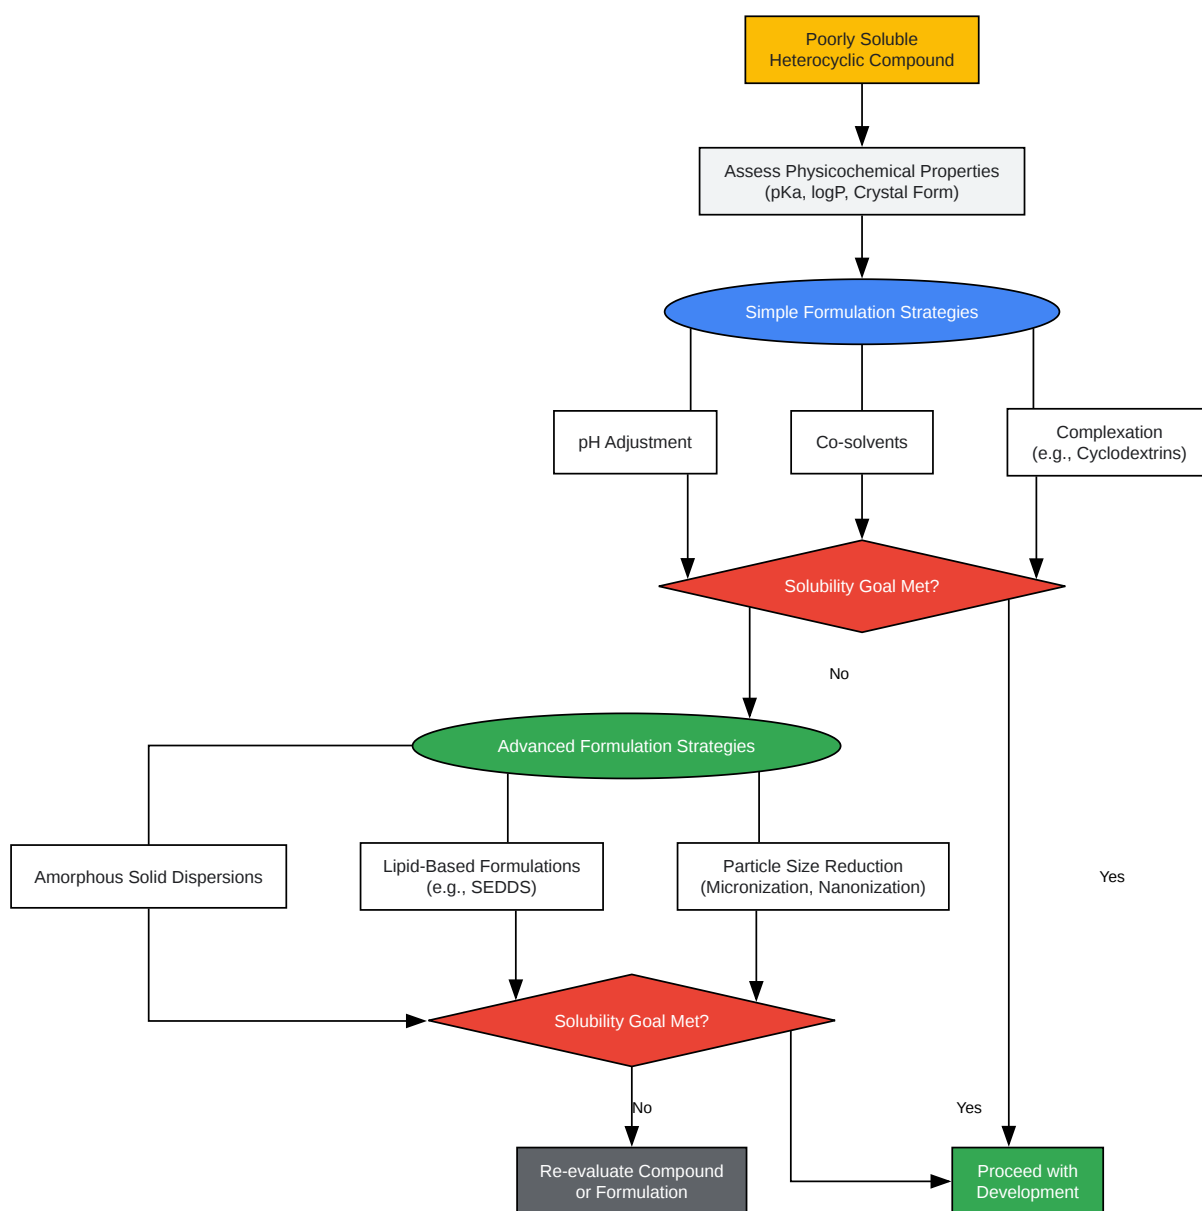 Poorly Soluble
Heterocyclic Compound
Assess Physicochemical Properties
(pKa, logP, Crystal Form)
Simple Formulation Strategies
pH Adjustment
Co-solvents
Complexation
(e.g., Cyclodextrins)
Solubility Goal Met?
No
Advanced Formulation Strategies
Amorphous Solid Dispersions
Lipid-Based Formulations
(e.g., SEDDS)
Particle Size Reduction
(Micronization, Nanonization)
Yes
Solubility Goal Met?
No
Yes
Re-evaluate Compound
or Formulation
Proceed with
Development